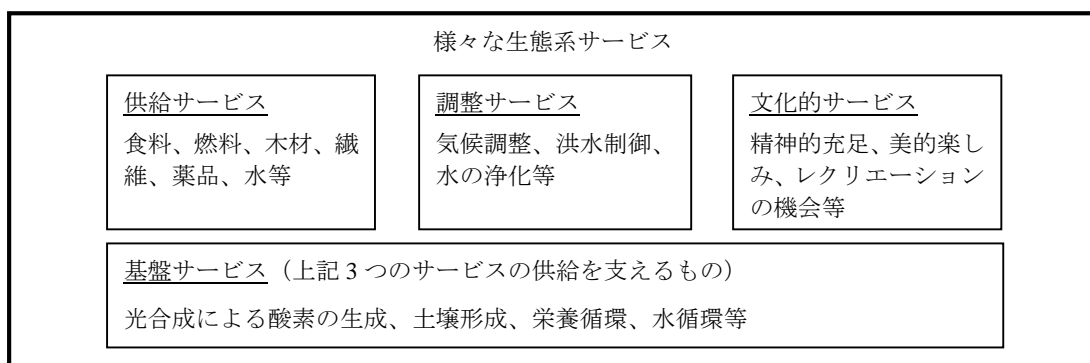 様々な生態系サービス
供給サービス
食料、燃料、木材、繊
維、薬品、水等
調整サービス
気候調整、洪水制御、
水の浄化等
文化的サービス
精神的充足、美的楽し
み、レクリエーション
の機会等
基盤サービス（上記 3 つのサービスの供給を支えるもの）
光合成による酸素の生成、土壌形成、栄養循環、水循環等